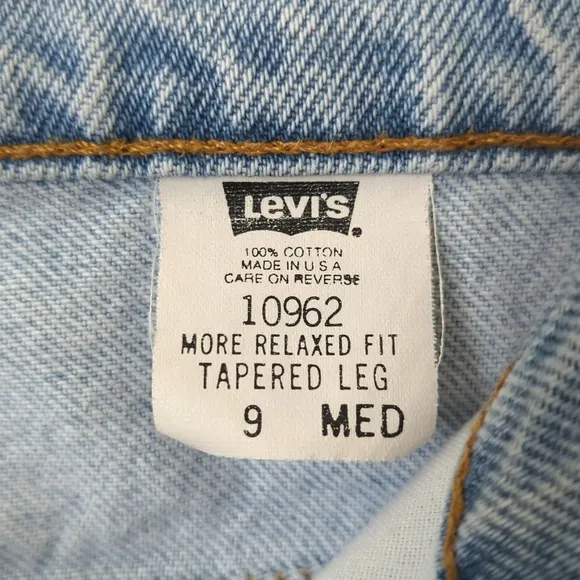 Levi's
100% COTTON
MADE IN U S A
CARE ON REVERSE
10962
MORE RELAXED FIT
TAPERED LEG
9 MED